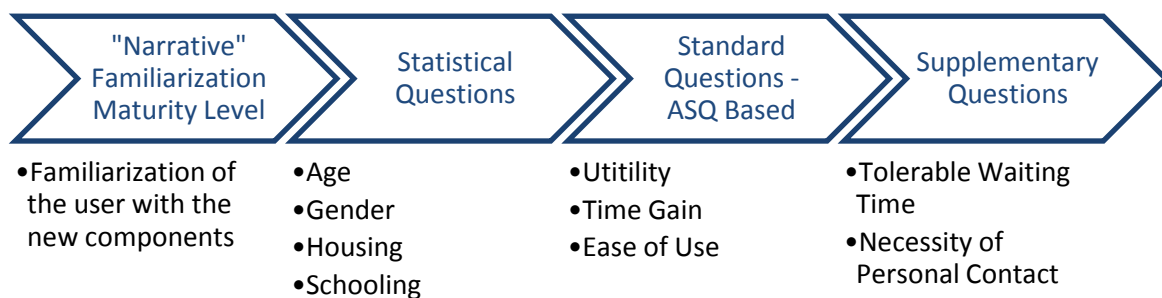 "Narrative"
Familiarization
Maturity Level
•Familiarization of
the user with the
new components
Statistical
Questions
•Age
•Gender
•Housing
•Schooling
Standard
Questions -
ASQ Based
•Utitility
•Time Gain
•Ease of Use
Supplementary
Questions
•Tolerable Waiting
Time
•Necessity of
Personal Contact